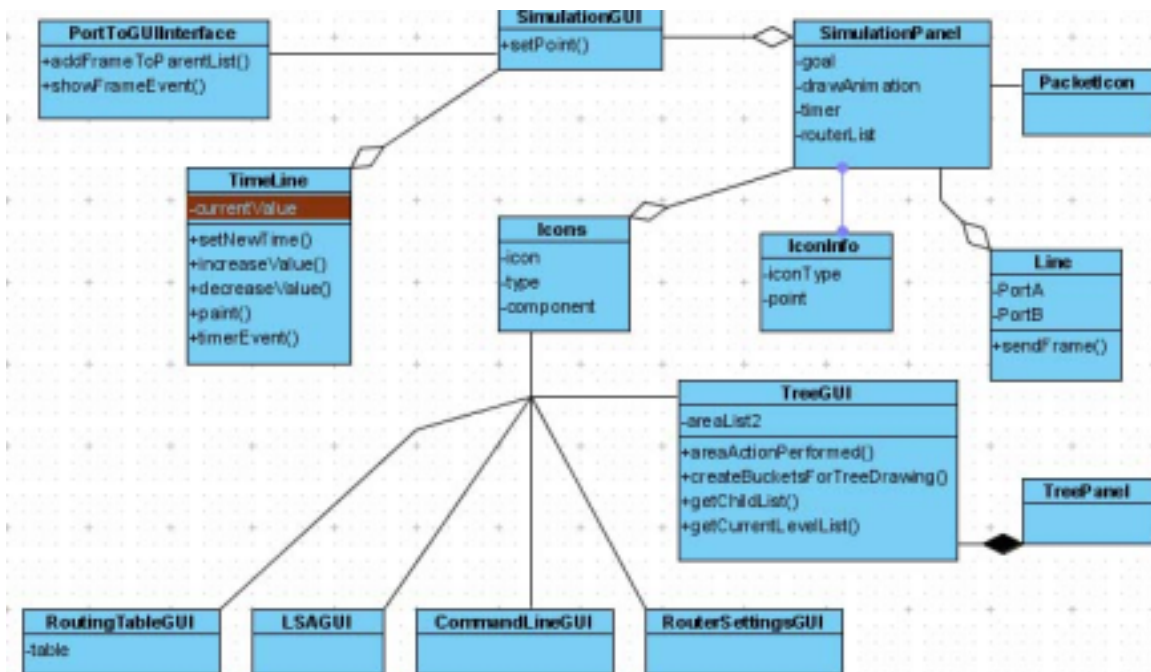 PortToGUIInterface
+addFrameToParentList()
+showFrameEvent()
SimulationGUI
+setPoint()
SimulationPanel
-goal
-drawAnimation
-timer
-routerList
PacketIcon
TimeLine
-currentValue
+setNewTime()
+increaseValue()
+decreaseValue()
+paint()
+timerEvent()
Icons
-icon
-type
-component
IconInfo
-iconType
-point
Line
-PortA
-PortB
+sendFrame()
TreeGUI
-areaList2
+areaActionPerformed()
+createBucketsForTreeDrawing()
+getChildList()
+getCurrentLevelList()
TreePanel
RoutingTableGUI
-table
LSAGUI
CommandLineGUI
RouterSettingsGUI